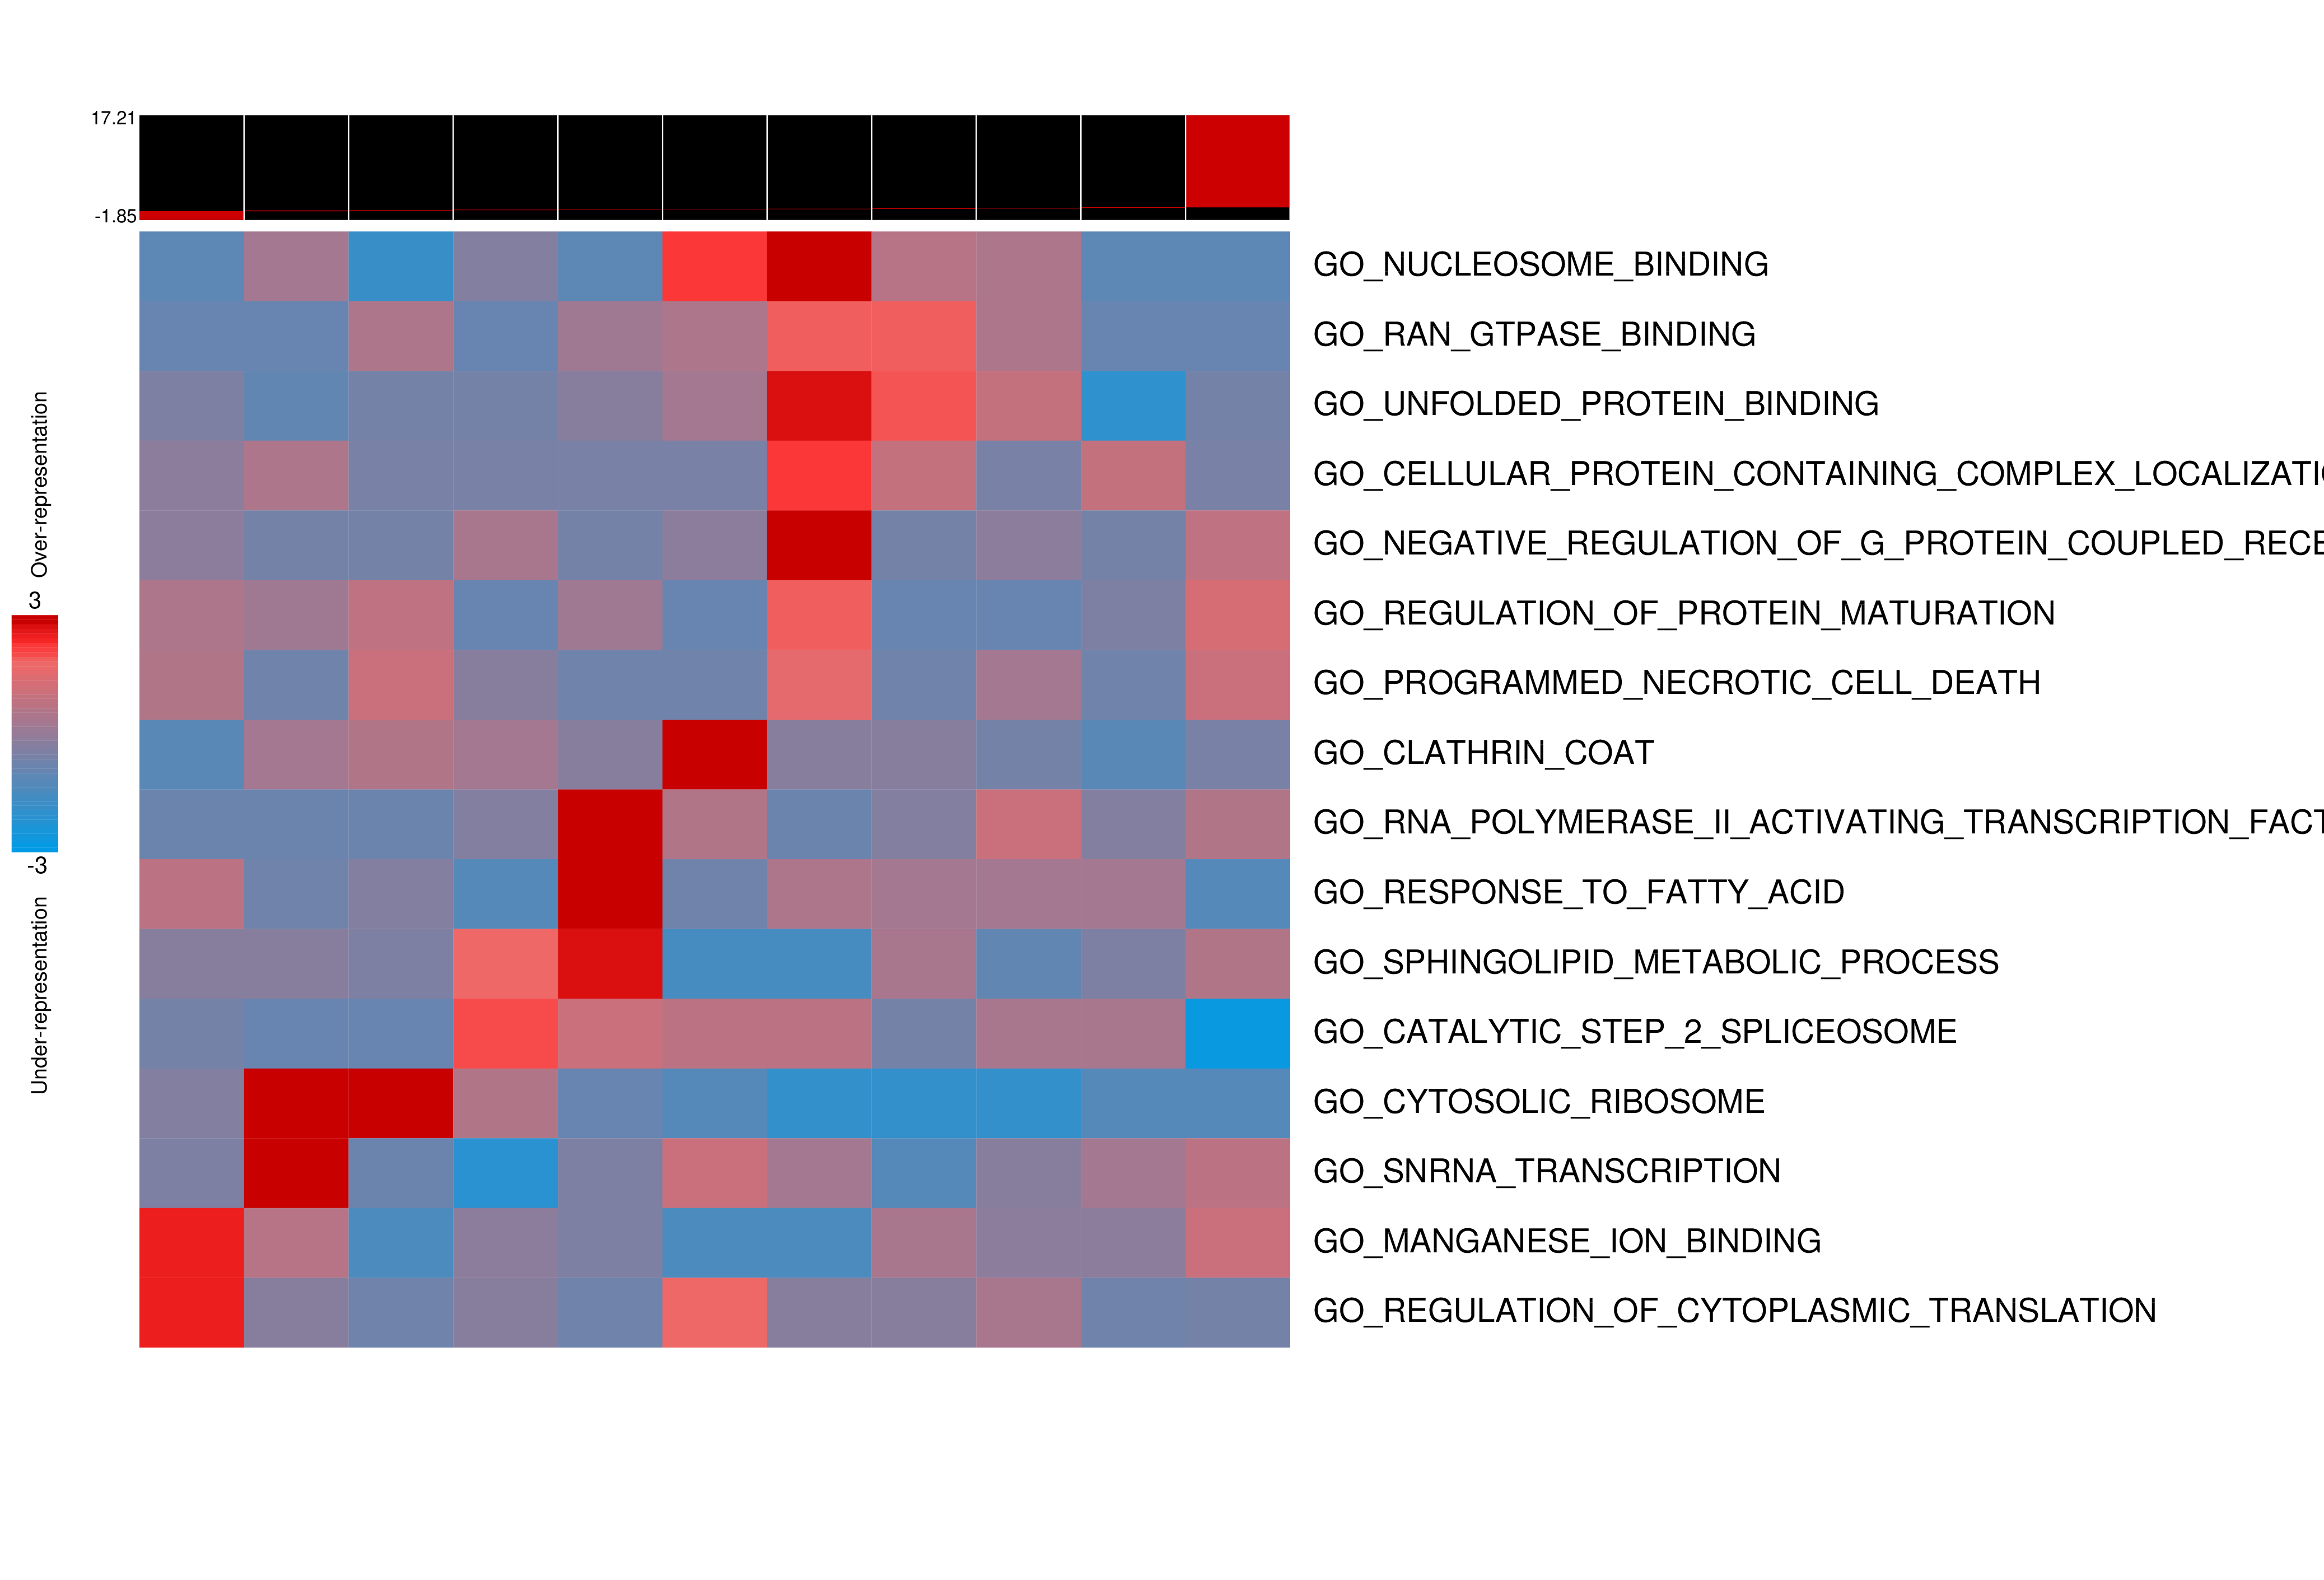 17.21
-1.85
GO_NUCLEOSOME_BINDING
GO_RAN_GTPASE_BINDING
GO_UNFOLDED_PROTEIN_BINDING
GO_CELLULAR_PROTEIN_CONTAINING_COMPLEX_LOCALIZATI
GO_NEGATIVE_REGULATION_OF_G_PROTEIN_COUPLED_RECE
GO_REGULATION_OF_PROTEIN_MATURATION
GO_PROGRAMMED_NECROTIC_CELL_DEATH
GO_CLATHRIN_COAT
GO_RNA_POLYMERASE_II_ACTIVATING_TRANSCRIPTION_FACT
GO_RESPONSE_TO_FATTY_ACID
GO_SPHINGOLIPID_METABOLIC_PROCESS
GO_CATALYTIC_STEP_2_SPLICEOSOME
GO_CYTOSOLIC_RIBOSOME
GO_SNRNA_TRANSCRIPTION
GO_MANGANESE_ION_BINDING
GO_REGULATION_OF_CYTOPLASMIC_TRANSLATION
Over-representation
3
-3
Under-representation